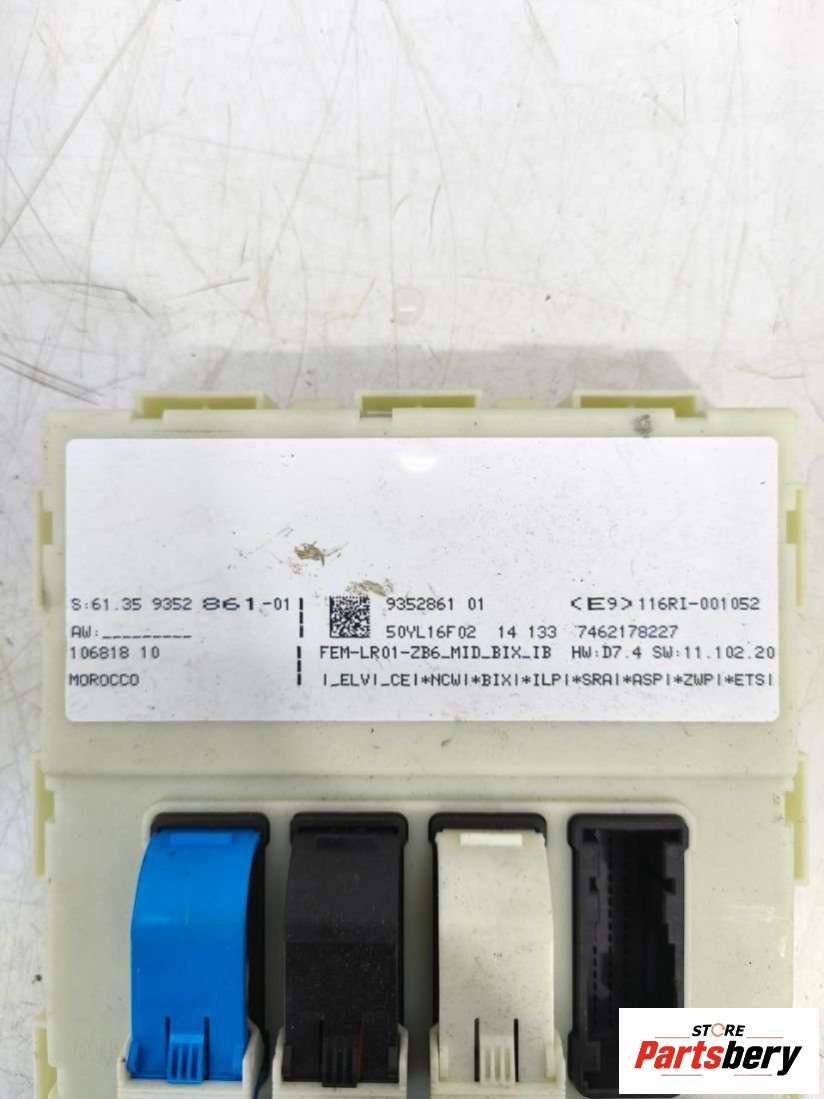 S:61.35 9352 861-01
AW:_________
106818 10
MOROCCO
9352861 01 <E9>116RI-001052
50YL16F02 14 133 7462178227
FEM-LR01-ZB6_MID_BIX_IB HW:D7.4 SW:11.102.20
|_ELV|_CE|*NCW|*BIX|*ILP|*SRA|*ASP|*ZWP|*ETS|
STORE
Partsbery